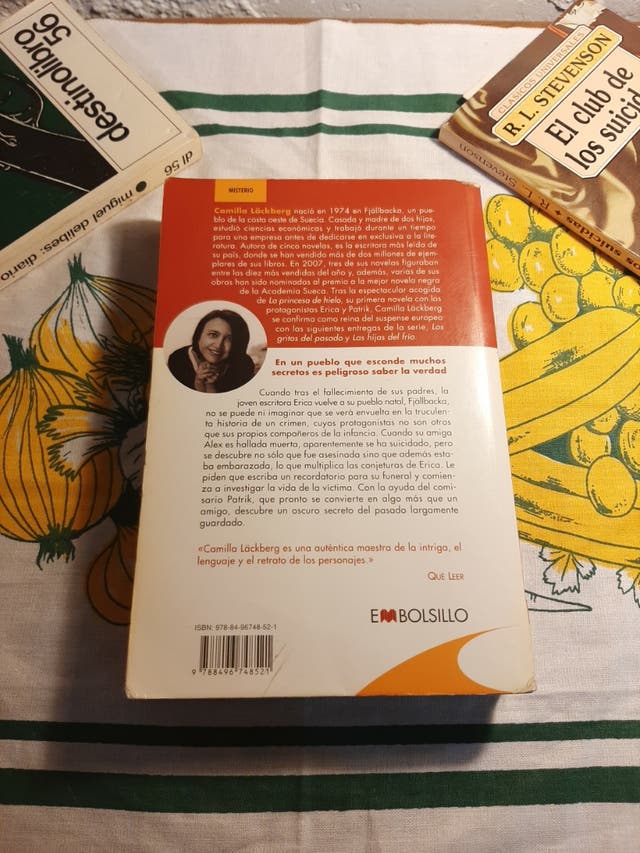 destinolibro
56
dl 56
miguel delibes: diario
CLÁSICOS UNIVERSALES
R. L. STEVENSON
El club de
los suici
suicidas • R. L. Stevenson
MISTERIO
Camilla Läckberg nació en 1974 en Fjällbacka, un pue-
blo de la costa oeste de Suecia. Casada y madre de dos hijos,
estudió ciencias económicas y trabajó durante un tiempo
para una empresa antes de dedicarse en exclusiva a la lite-
ratura. Autora de cinco novelas, es la escritora más leída de
su país, donde se han vendido más de dos millones de ejem-
plares de sus libros. En 2007, tres de sus novelas figuraban
entre las diez más vendidas del año y, además, varias de sus
obras han sido nominadas al premio a la mejor novela negra
de la Academia Sueca. Tras la espectacular acogida
de La princesa de hielo, su primera novela con los
protagonistas Erica y Patrik, Camilla Läckberg
se confirma como reina del suspense europeo
con las siguientes entregas de la serie, Los
gritos del pasado y Las hijas del frío.
En un pueblo que esconde muchos
secretos es peligroso saber la verdad
Cuando tras el fallecimiento de sus padres, la
joven escritora Erica vuelve a su pueblo natal, Fjällbacka,
no se puede ni imaginar que se verá envuelta en la truculen-
ta historia de un crimen, cuyos protagonistas no son otros
que sus propios compañeros de la infancia. Cuando su amiga
Alex es hallada muerta, aparentemente se ha suicidado, pero
se descubre no sólo que fue asesinada sino que además esta-
ba embarazada, lo que multiplica las conjeturas de Erica. Le
piden que escriba un recordatorio para su funeral y comien-
za a investigar la vida de la víctima. Con la ayuda del comi-
sario Patrik, que pronto se convierte en algo más que un
amigo, descubre un oscuro secreto del pasado largamente
guardado.
«Camilla Läckberg es una auténtica maestra de la intriga, el
lenguaje y el retrato de los personajes.»
QUÉ LEER
EMBOLSILLO
ISBN: 978-84-96748-52-1
9 788496 748521